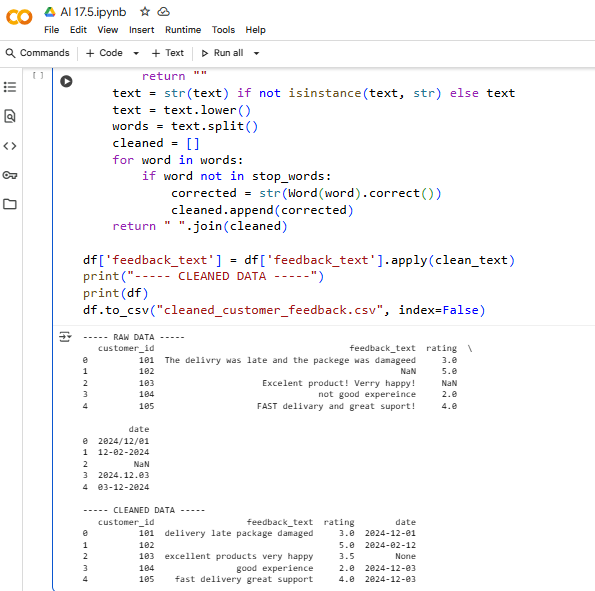 AI 17.5.ipynb
File Edit View Insert Runtime Tools Help
Commands + Code + Text Run all
[ ]
return ""
text = str(text) if not isinstance(text, str) else text
text = text.lower()
words = text.split()
cleaned = []
for word in words:
if word not in stop_words:
corrected = str(Word(word).correct())
cleaned.append(corrected)
return " ".join(cleaned)
df['feedback_text'] = df['feedback_text'].apply(clean_text)
print("----- CLEANED DATA -----")
print(df)
df.to_csv("cleaned_customer_feedback.csv", index=False)
----- RAW DATA -----
customer_id feedback_text rating \
0 101 The delivry was late and the packege was damageed 3.0
1 102 NaN 5.0
2 103 Excelent product! Verry happy! NaN
3 104 not good expereince 2.0
4 105 FAST delivary and great suport! 4.0
date
0 2024/12/01
1 12-02-2024
2 NaN
3 2024.12.03
4 03-12-2024
----- CLEANED DATA -----
customer_id feedback_text rating date
0 101 delivery late package damaged 3.0 2024-12-01
1 102 5.0 2024-02-12
2 103 excellent products very happy 3.5 None
3 104 good experience 2.0 2024-12-03
4 105 fast delivery great support 4.0 2024-12-03